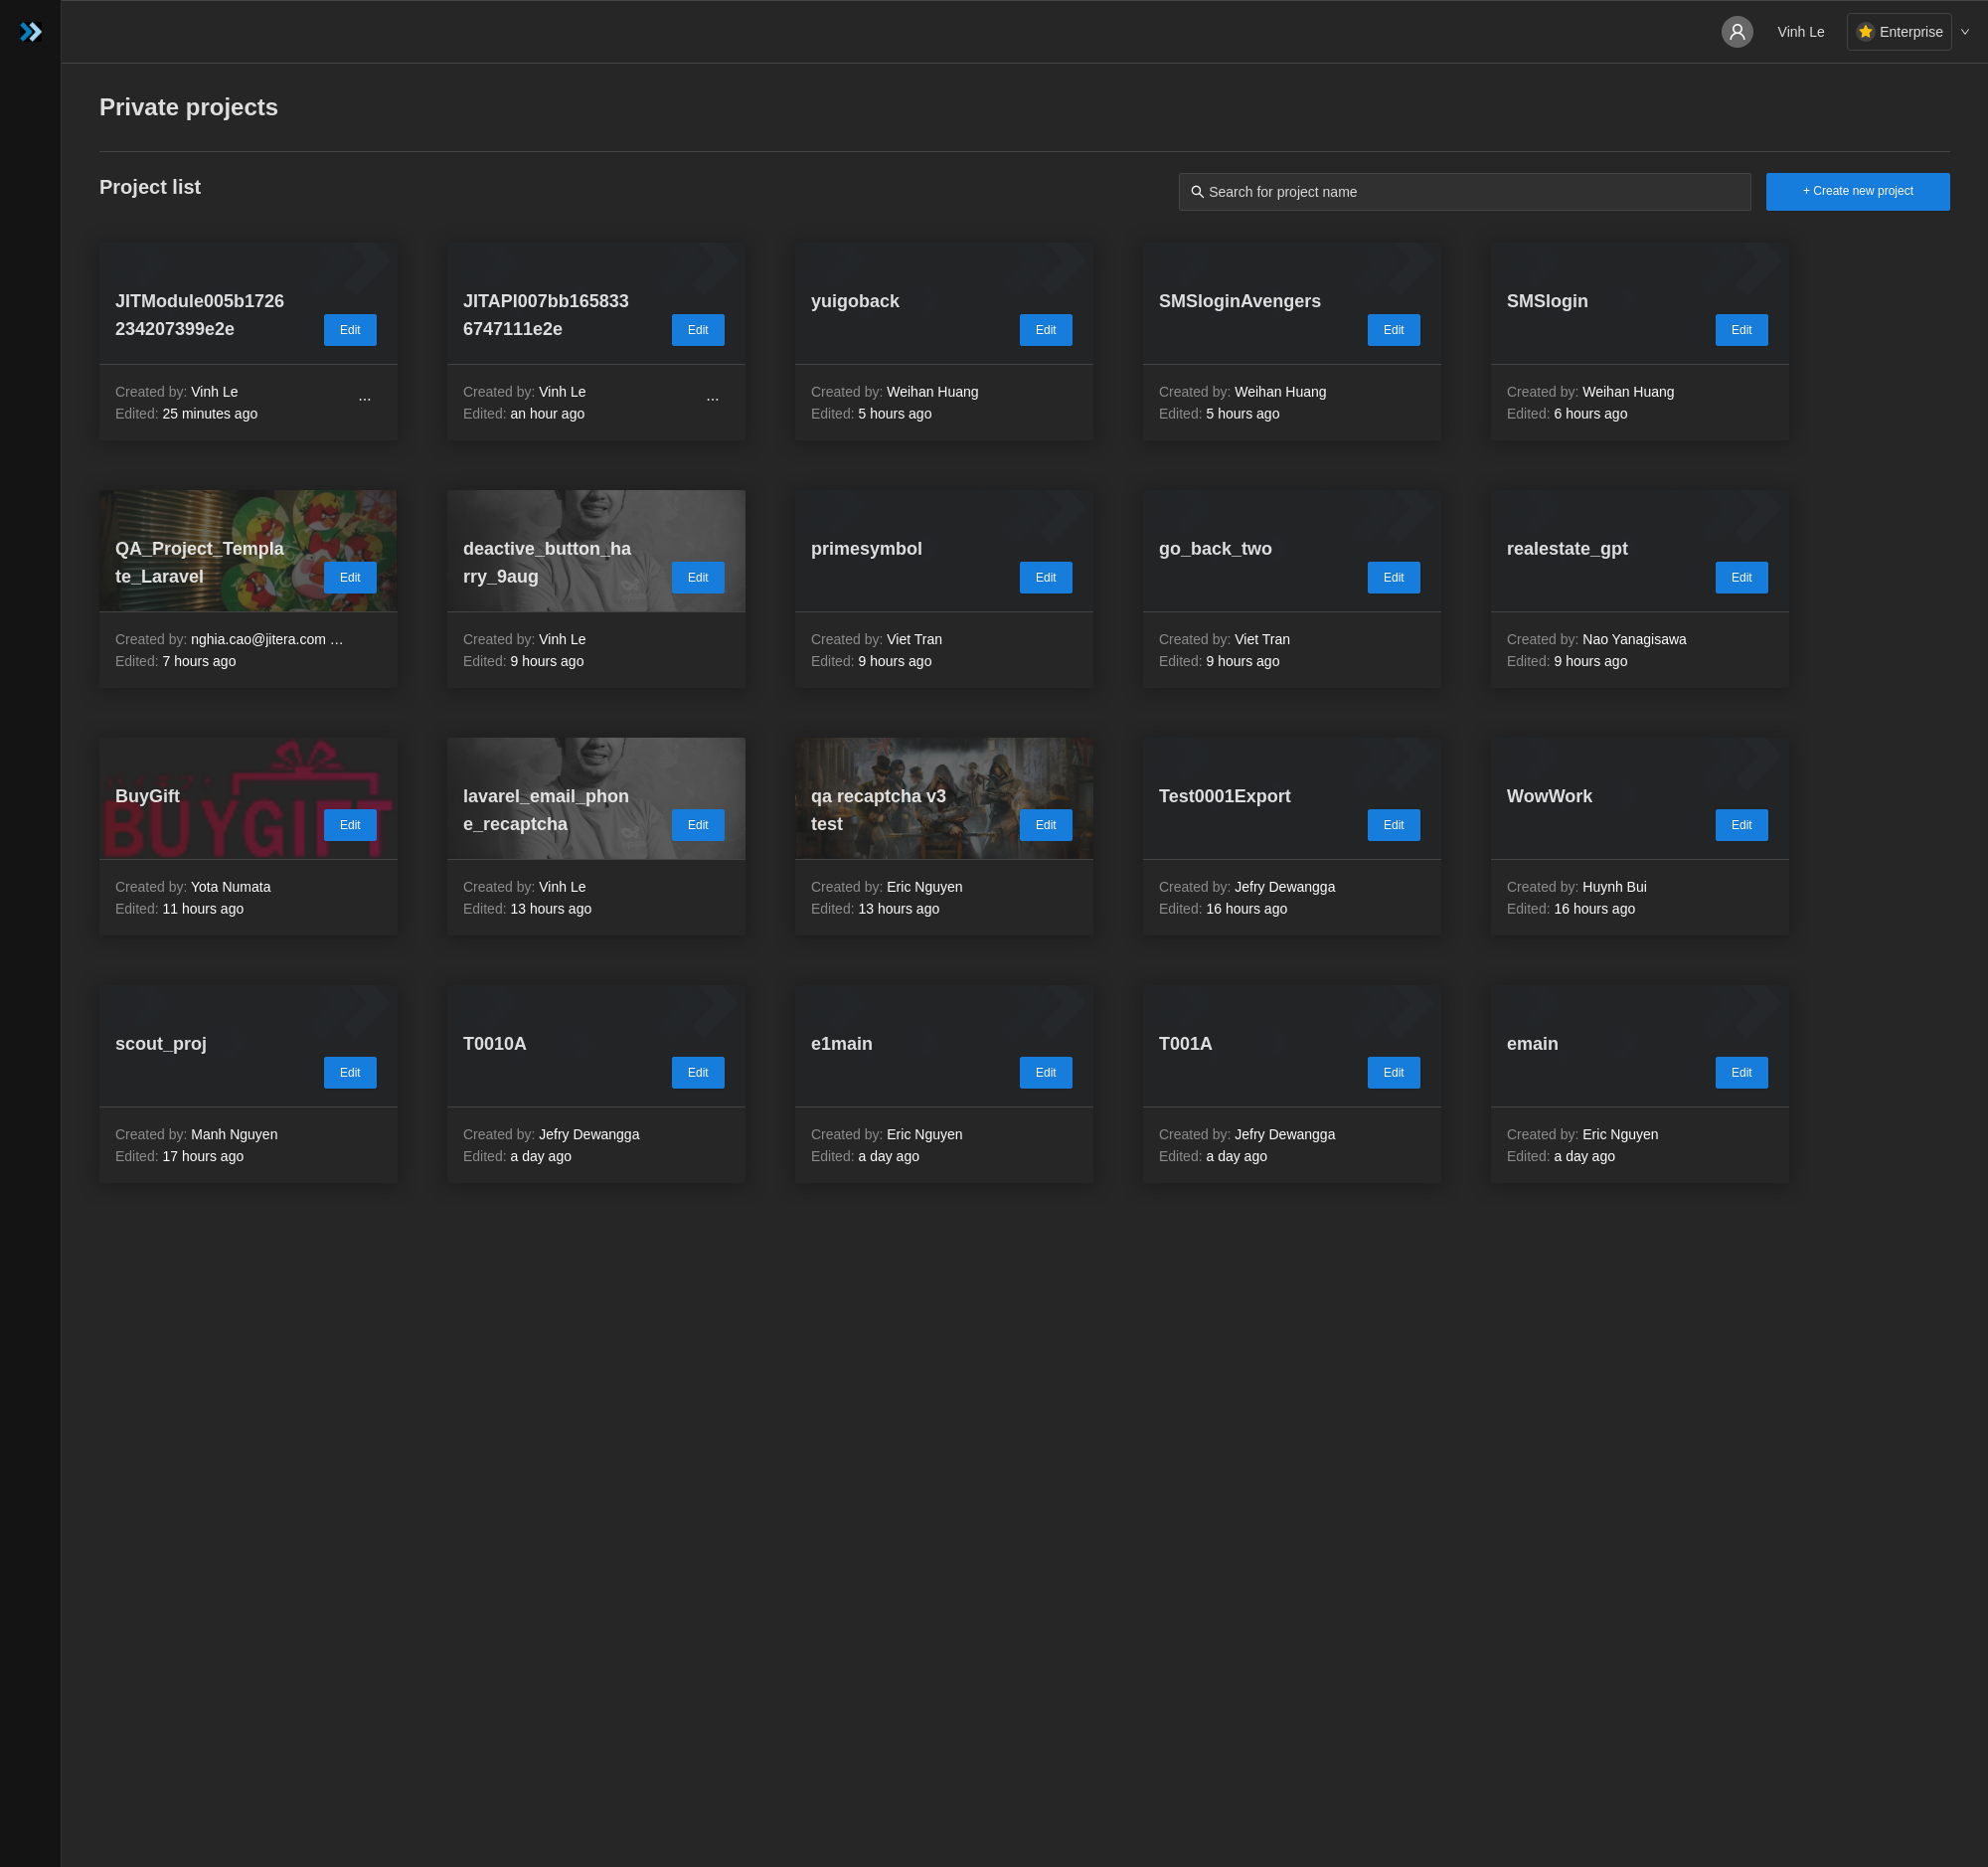 Vinh Le
Enterprise
Private projects
Project list
Search for project name
+ Create new project
JITModule005b1726
234207399e2e
Edit
Created by: Vinh Le
...
Edited: 25 minutes ago
JITAPI007bb165833
6747111e2e
Edit
Created by: Vinh Le
...
Edited: an hour ago
yuigoback
Edit
Created by: Weihan Huang
Edited: 5 hours ago
SMSloginAvengers
Edit
Created by: Weihan Huang
Edited: 5 hours ago
SMSlogin
Edit
Created by: Weihan Huang
Edited: 6 hours ago
QA_Project_Templa
te_Laravel
Edit
Created by: nghia.cao@jitera.com …
Edited: 7 hours ago
deactive_button_ha
rry_9aug
Edit
Created by: Vinh Le
Edited: 9 hours ago
primesymbol
Edit
Created by: Viet Tran
Edited: 9 hours ago
go_back_two
Edit
Created by: Viet Tran
Edited: 9 hours ago
realestate_gpt
Edit
Created by: Nao Yanagisawa
Edited: 9 hours ago
BuyGift
BUYGIFT
Edit
Created by: Yota Numata
Edited: 11 hours ago
lavarel_email_phon
e_recaptcha
Edit
Created by: Vinh Le
Edited: 13 hours ago
qa recaptcha v3
test
Edit
Created by: Eric Nguyen
Edited: 13 hours ago
Test0001Export
Edit
Created by: Jefry Dewangga
Edited: 16 hours ago
WowWork
Edit
Created by: Huynh Bui
Edited: 16 hours ago
scout_proj
Edit
Created by: Manh Nguyen
Edited: 17 hours ago
T0010A
Edit
Created by: Jefry Dewangga
Edited: a day ago
e1main
Edit
Created by: Eric Nguyen
Edited: a day ago
T001A
Edit
Created by: Jefry Dewangga
Edited: a day ago
emain
Edit
Created by: Eric Nguyen
Edited: a day ago